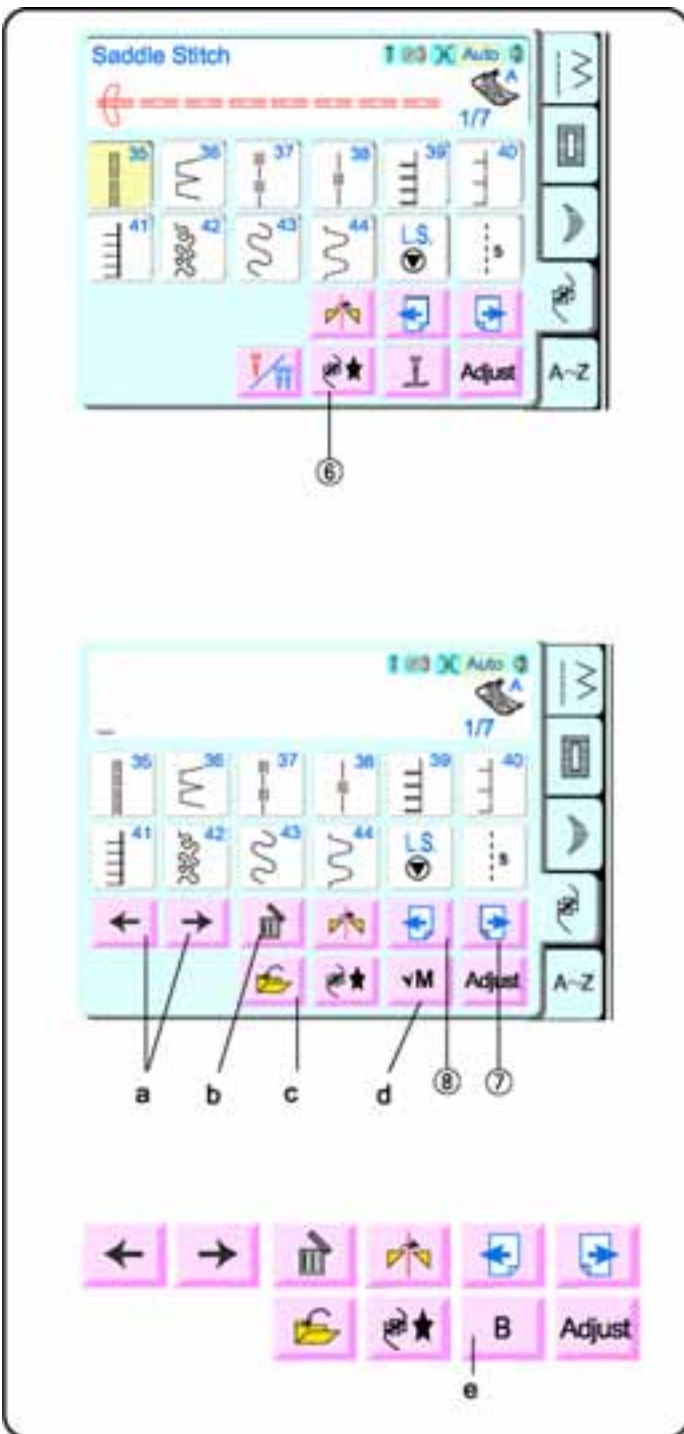 Saddle Stitch
Auto
A
1/7
35 36 37 38 39 40
41 42 43 44 L.S. s
Adjust
A~Z
⑥
Auto
A
1/7
35 36 37 38 39 40
41 42 43 44 L.S. s
√M Adjust
A~Z
a b c d ⑧ ⑦
B Adjust
e